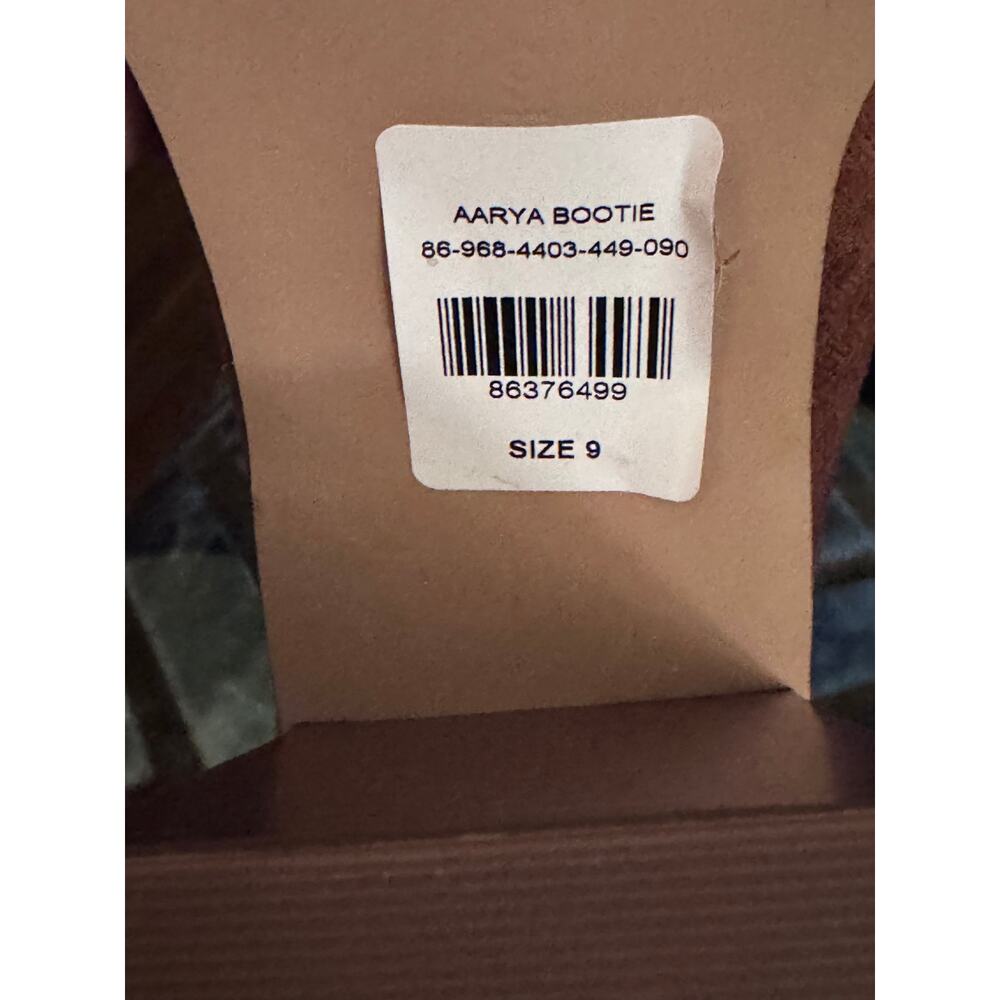 AARYA BOOTIE
86-968-4403-449-090
86376499
SIZE 9